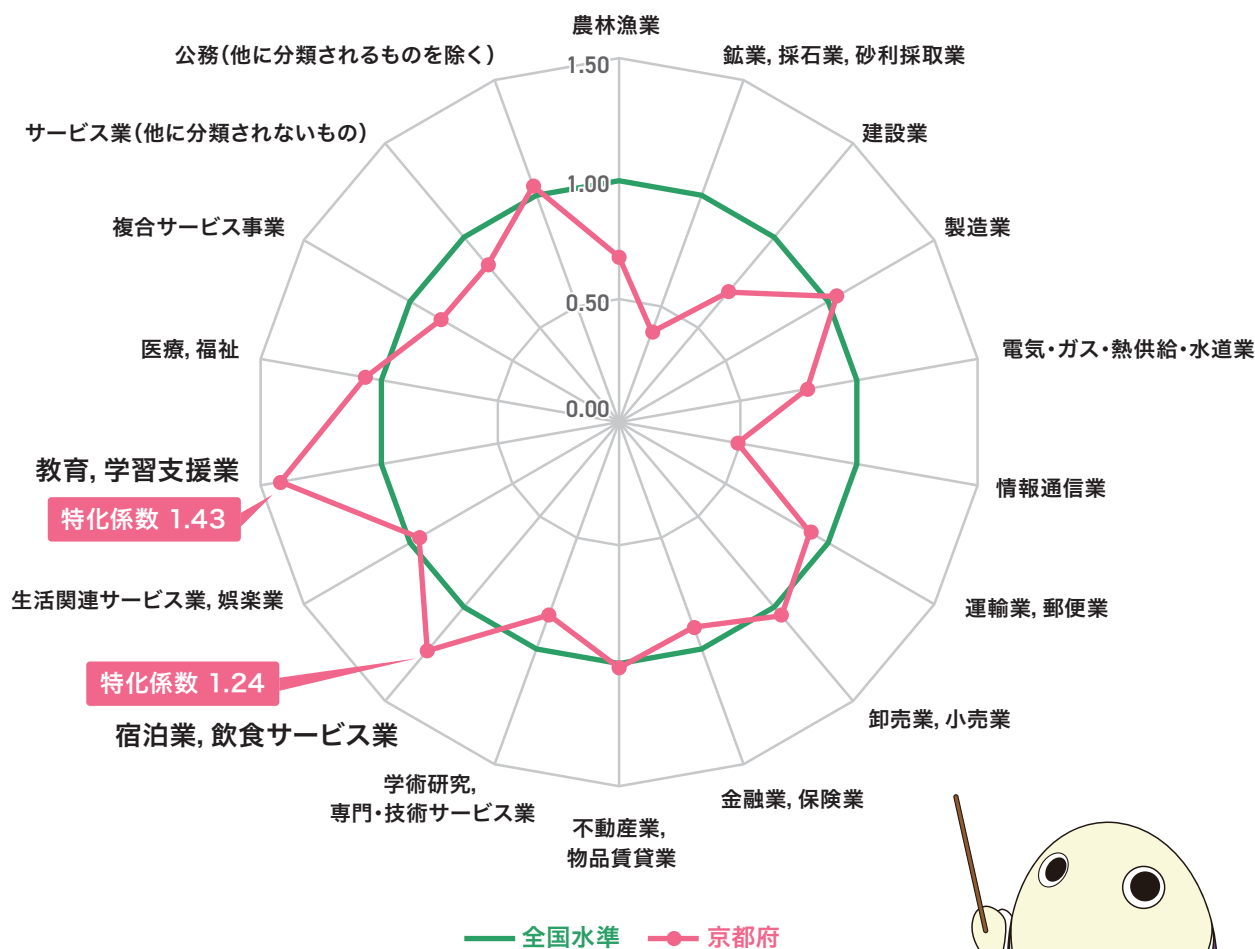 農林漁業
公務（他に分類されるものを除く）
鉱業, 採石業, 砂利採取業
1.50
サービス業（他に分類されないもの）
建設業
1.00
複合サービス事業
製造業
0.50
医療, 福祉
電気・ガス・熱供給・水道業
0.00
教育, 学習支援業
特化係数 1.43
情報通信業
生活関連サービス業, 娯楽業
運輸業, 郵便業
特化係数 1.24
宿泊業, 飲食サービス業
卸売業, 小売業
学術研究,
専門・技術サービス業
金融業, 保険業
不動産業,
物品賃貸業
全国水準
京都府